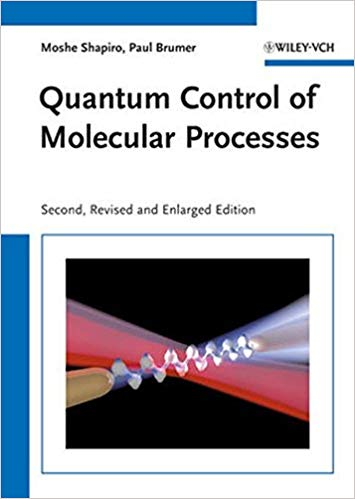 Moshe Shapiro, Paul Brumer
WILEY-VCH
Quantum Control of
Molecular Processes
Second, Revised and Enlarged Edition